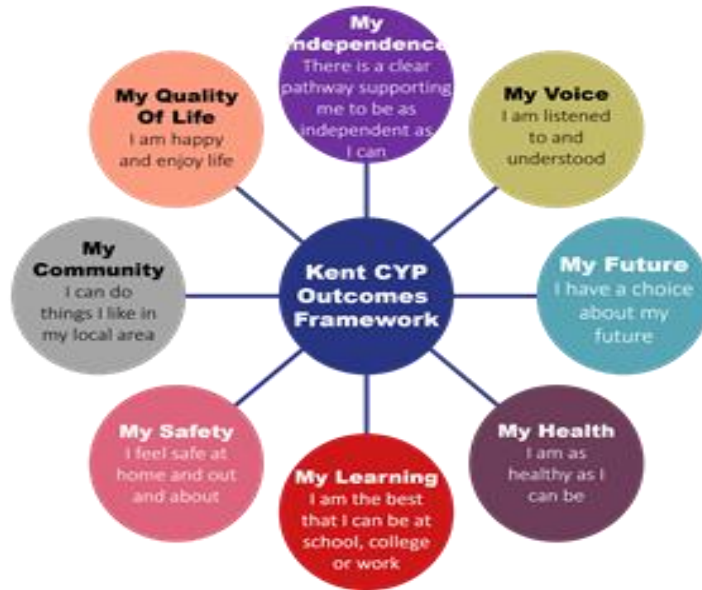 My
Independence
There is a clear
pathway supporting
me to be as
independent as
I can
My Voice
I am listened
to and
understood
My Future
I have a choice
about my
future
My Health
I am as
healthy as I
can be
My Learning
I am the best
that I can be at
school, college
or work
My Safety
I feel safe at
home and out
and about
My
Community
I can do
things I like in
my local area
My Quality
Of Life
I am happy
and enjoy life
Kent CYP
Outcomes
Framework